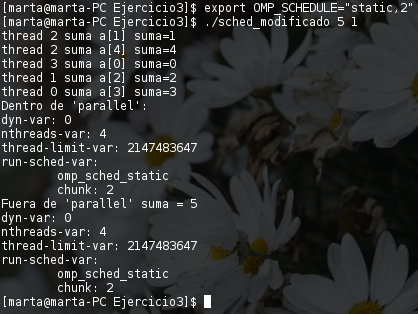 [marta@marta-PC Ejercicio3]$ export OMP_SCHEDULE="static,2"
[marta@marta-PC Ejercicio3]$ ./sched_modificado 5 1
thread 2 suma a[1] suma=1
thread 2 suma a[4] suma=4
thread 3 suma a[0] suma=0
thread 1 suma a[2] suma=2
thread 0 suma a[3] suma=3
Dentro de 'parallel':
dyn-var: 0
nthreads-var: 4
thread-limit-var: 2147483647
run-sched-var:
omp_sched_static
chunk: 2
Fuera de 'parallel' suma = 5
dyn-var: 0
nthreads-var: 4
thread-limit-var: 2147483647
run-sched-var:
omp_sched_static
chunk: 2
[marta@marta-PC Ejercicio3]$